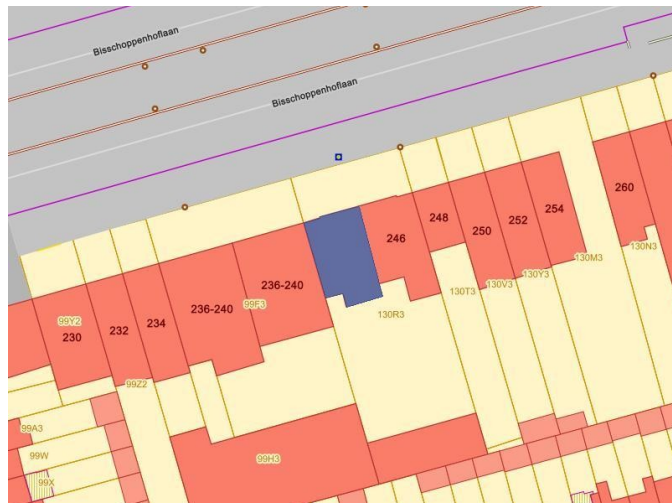 Bisschoppenhoflaan
Bisschoppenhoflaan
260
254
252
248
250
246
130N3
130M3
130Y3
130V3
130T3
236-240
99F3
130R3
236-240
234
232
99Y2
230
99Z2
99A3
99W
99H3
99X